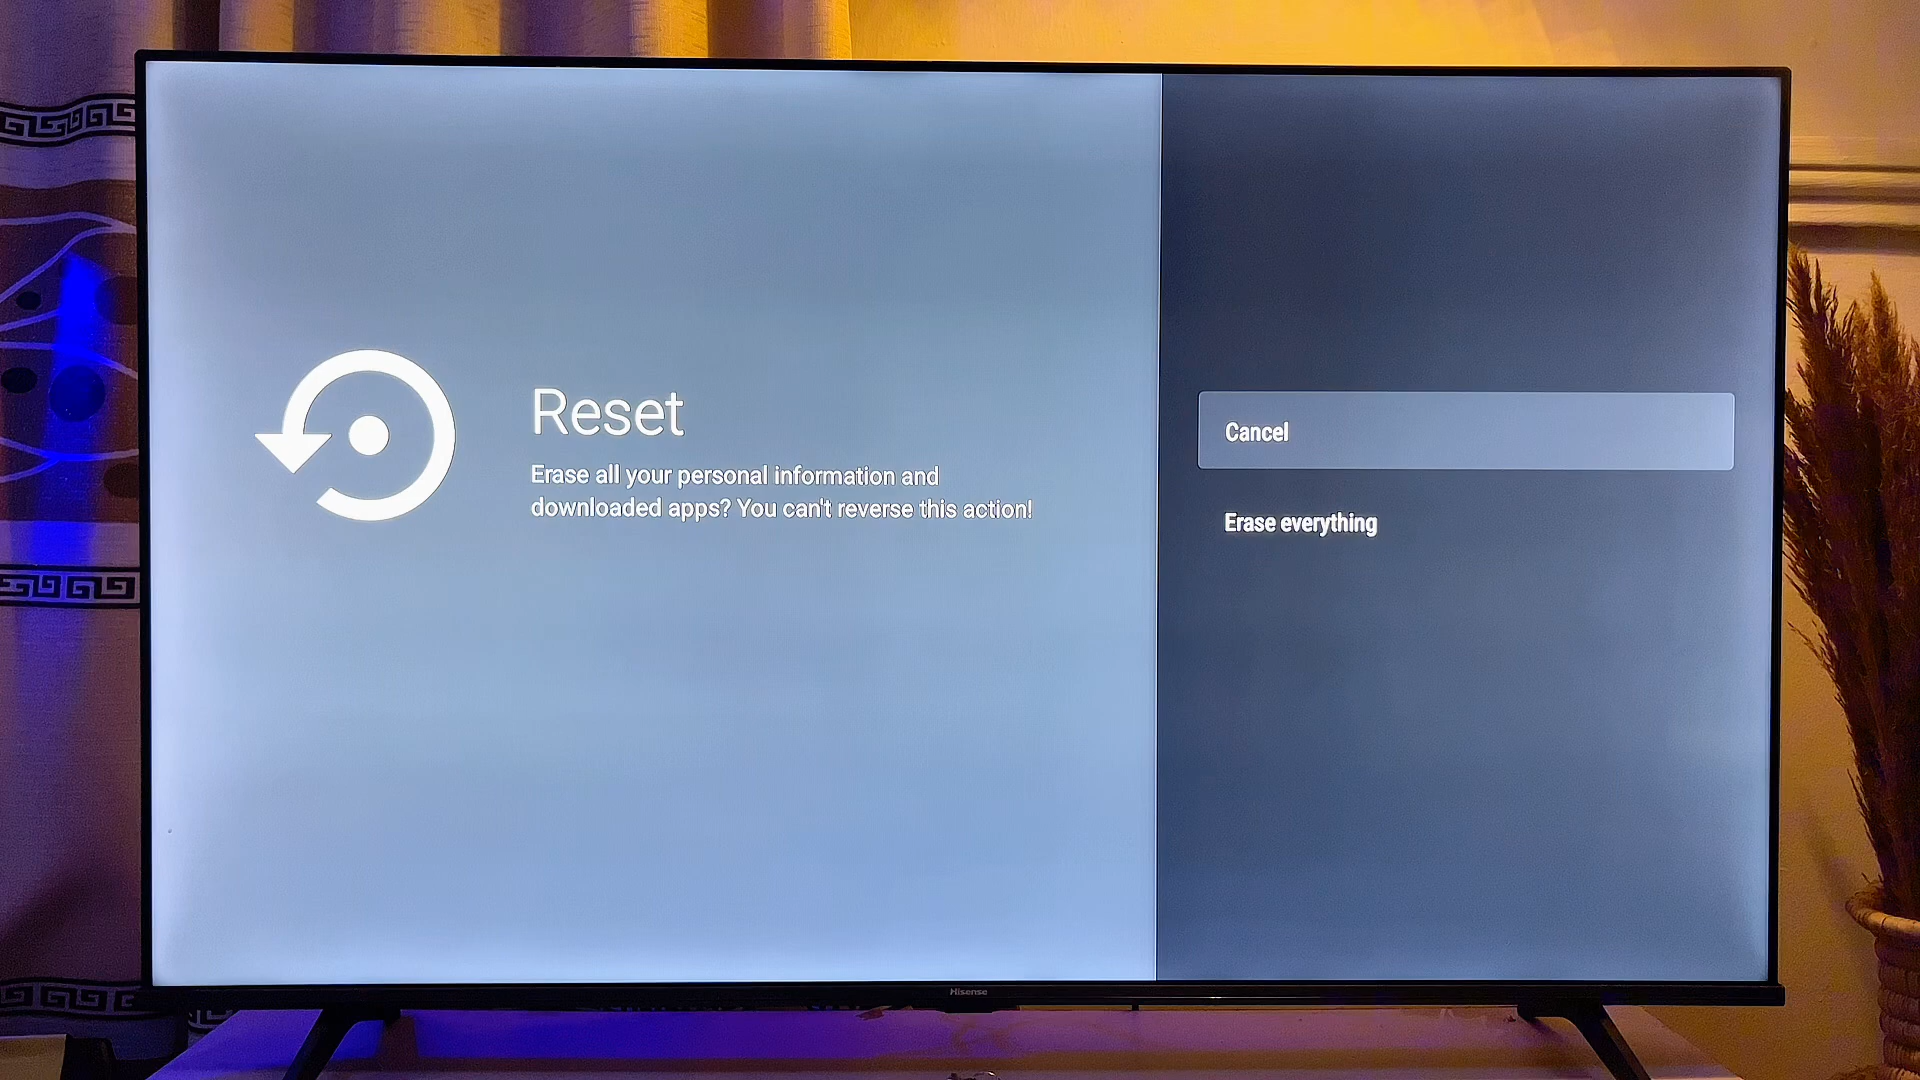 Reset
Erase all your personal information and
downloaded apps? You can't reverse this action!
Cancel
Erase everything
Hisense